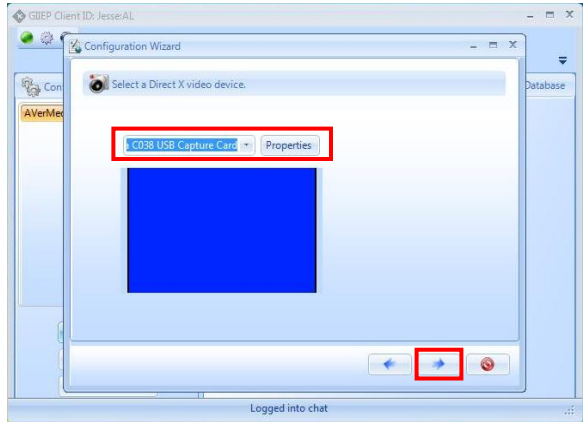 GIIEP Client ID: Jesse:AL
Configuration Wizard
Con
Database
Select a Direct X video device.
AVerMed
C038 USB Capture Card
Properties
Logged into chat